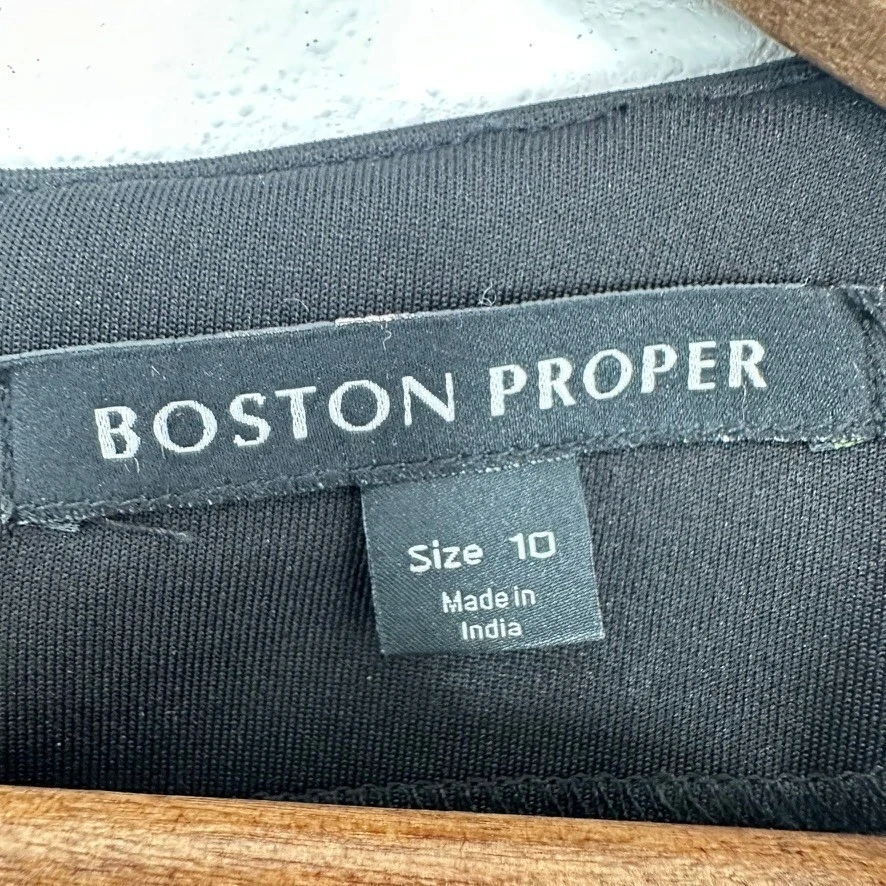 BOSTON PROPER
Size 10
Made in
India